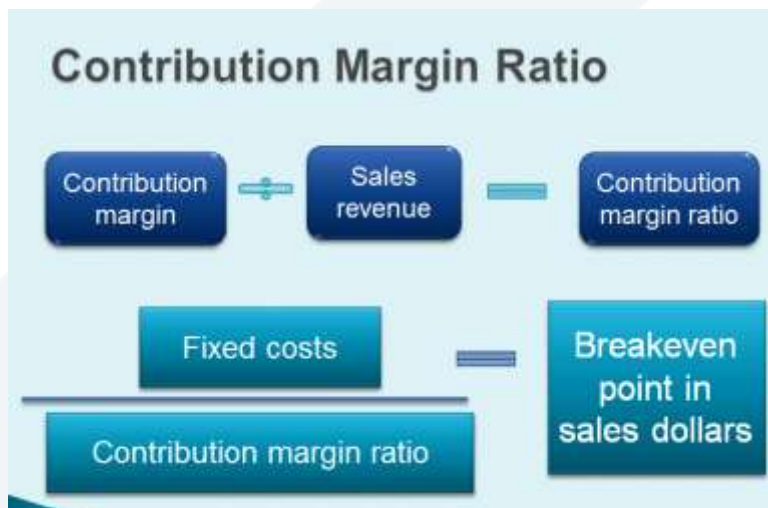 Contribution Margin Ratio
Contribution
margin
÷
Sales
revenue
=
Contribution
margin ratio
Fixed costs
=
Contribution margin ratio
Breakeven
point in
sales dollars